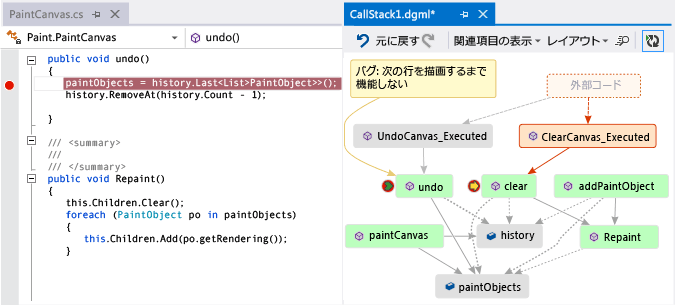 PaintCanvas.cs
Paint.PaintCanvas
undo()
public void undo()
{
paintObjects = history.Last<List>PaintObject>>();
history.RemoveAt(history.Count - 1);
}
/// <summary>
///
/// </summary>
public void Repaint()
{
this.Children.Clear();
foreach (PaintObject po in paintObjects)
{
this.Children.Add(po.getRendering());
}
CallStack1.dgml*
元に戻す
関連項目の表示
レイアウト
バグ: 次の行を描画するまで
機能しない
外部コード
UndoCanvas_Executed
ClearCanvas_Executed
undo
clear
addPaintObject
paintCanvas
history
Repaint
paintObjects